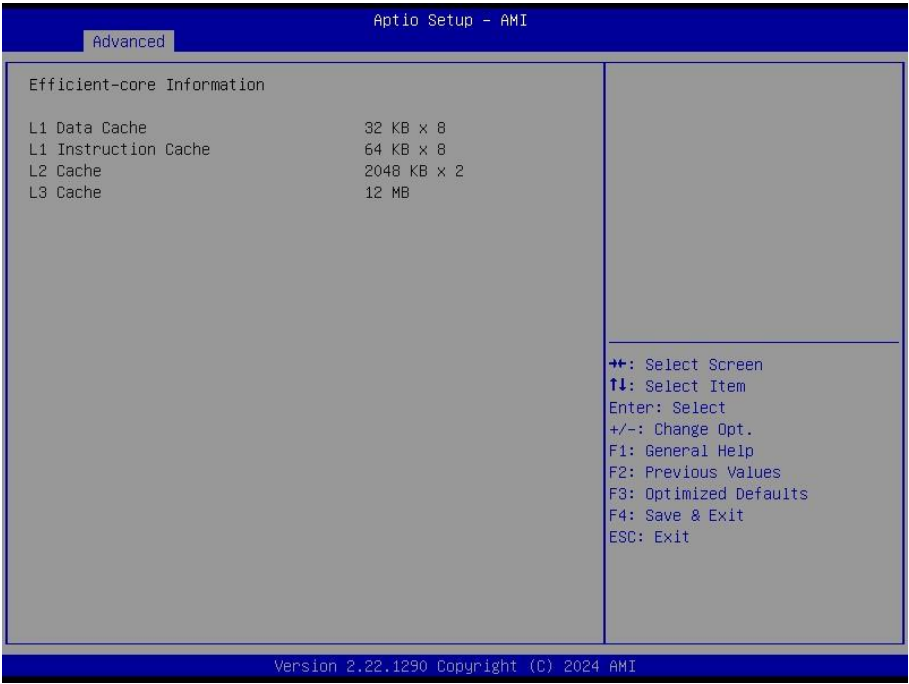 Aptio Setup – AMI
Advanced
Efficient-core Information
L1 Data Cache 32 KB x 8
L1 Instruction Cache 64 KB x 8
L2 Cache 2048 KB x 2
L3 Cache 12 MB
→←: Select Screen
↑↓: Select Item
Enter: Select
+/-: Change Opt.
F1: General Help
F2: Previous Values
F3: Optimized Defaults
F4: Save & Exit
ESC: Exit
Version 2.22.1290 Copyright (C) 2024 AMI